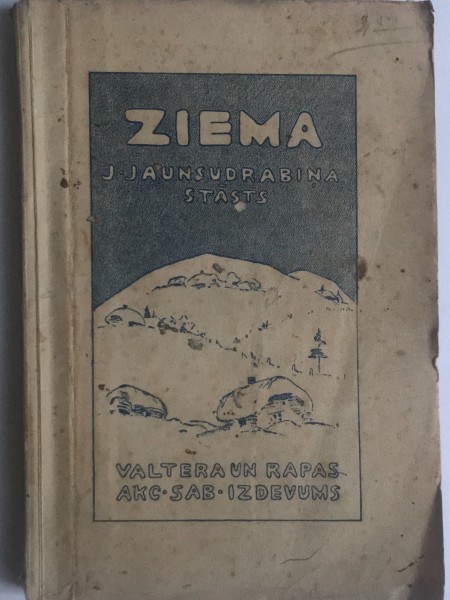 ZIEMA
J·JAUNSUDRABIŅA
STĀSTS
VALTERA UN RAPAS
AKC·SAB·IZDEVUMS